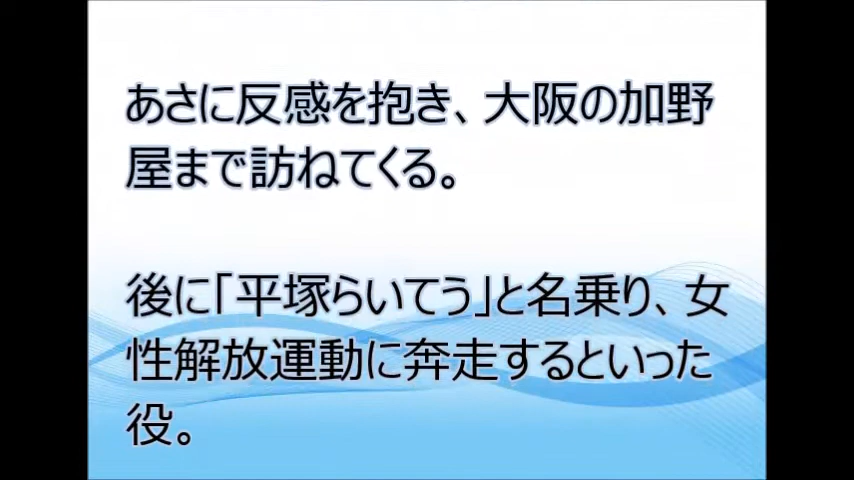 あさに反感を抱き、大阪の加野
屋まで訪ねてくる。
後に「平塚らいてう」と名乗り、女
性解放運動に奔走するといった
役。